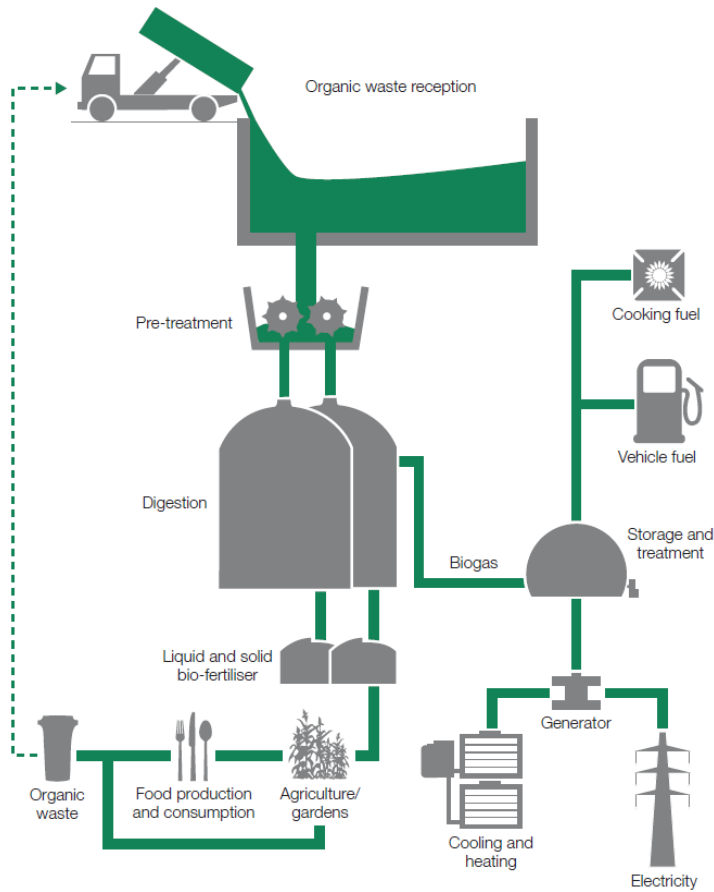 Organic waste reception
Pre-treatment
Cooking fuel
Vehicle fuel
Digestion
Storage and
treatment
Biogas
Liquid and solid
bio-fertiliser
Generator
Organic
waste
Food production
and consumption
Agriculture/
gardens
Cooling and
heating
Electricity